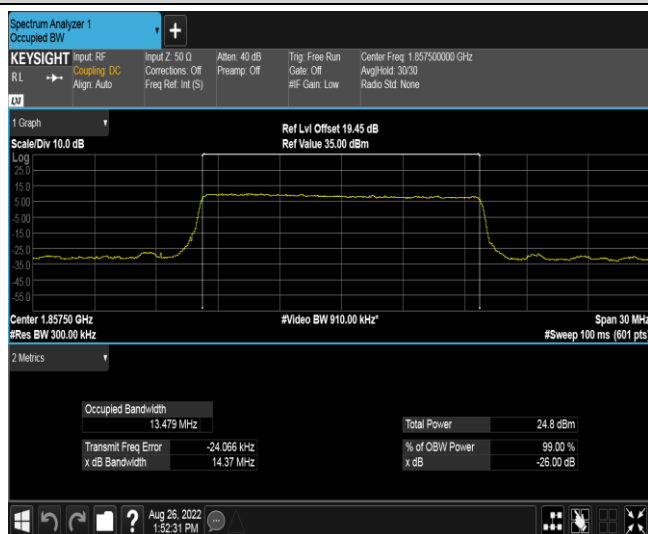 Spectrum Analyzer 1
Occupied BW
+
KEYSIGHT
RL
LXI
Input: RF
Coupling: DC
Align: Auto
Input Z: 50 Ω
Corrections: Off
Freq Ref: Int (S)
Atten: 40 dB
Preamp: Off
Trig: Free Run
Gate: Off
#IF Gain: Low
Center Freq: 1.857500000 GHz
Avg|Hold: 30/30
Radio Std: None
1 Graph
Scale/Div 10.0 dB
Ref Lvl Offset 19.45 dB
Ref Value 35.00 dBm
Log
25.0
15.0
5.00
-5.00
-15.0
-25.0
-35.0
-45.0
-55.0
Center 1.85750 GHz
#Res BW 300.00 kHz
#Video BW 910.00 kHz*
Span 30 MHz
#Sweep 100 ms (601 pts)
2 Metrics
Occupied Bandwidth
13.479 MHz
Transmit Freq Error -24.066 kHz
x dB Bandwidth 14.37 MHz
Total Power 24.8 dBm
% of OBW Power 99.00 %
x dB -26.00 dB
?
Aug 26, 2022
1:52:31 PM